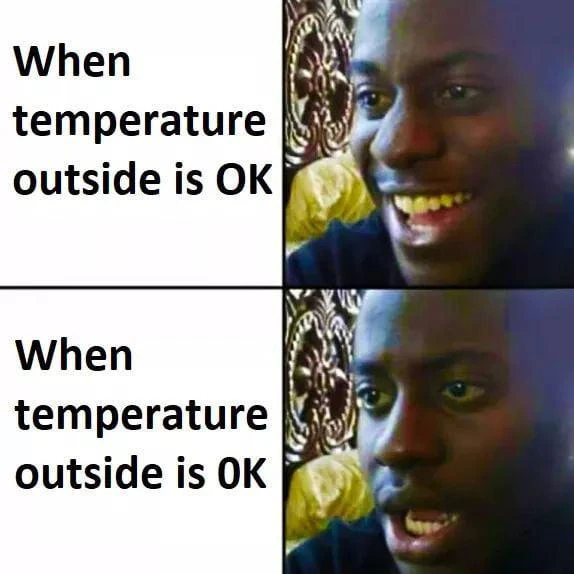 When
temperature
outside is OK
When
temperature
outside is 0K